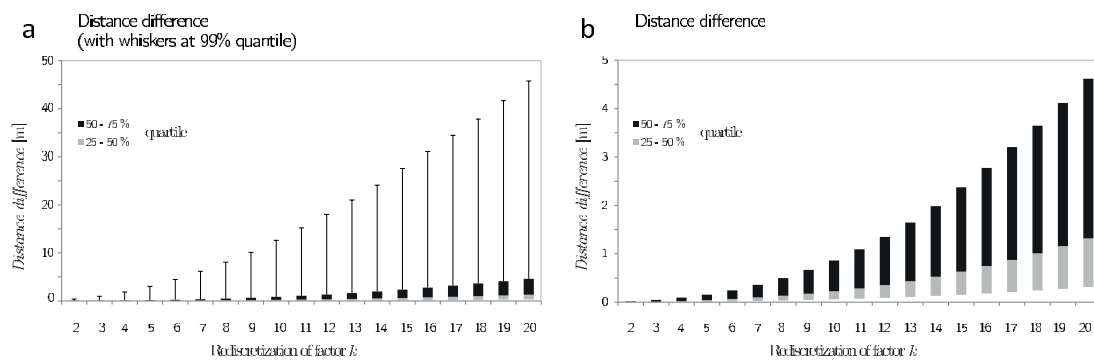 a
Distance difference
(with whiskers at 99% quantile)
50
40
30
20
10
0
Distance difference [m]
50 - 75 %
25 - 50 %
quartile
2 3 4 5 6 7 8 9 10 11 12 13 14 15 16 17 18 19 20
Rediscretization of factor k
b
Distance difference
5
4
3
2
1
0
Distance difference [m]
50 - 75 %
25 - 50 %
quartile
2 3 4 5 6 7 8 9 10 11 12 13 14 15 16 17 18 19 20
Rediscretization of factor k